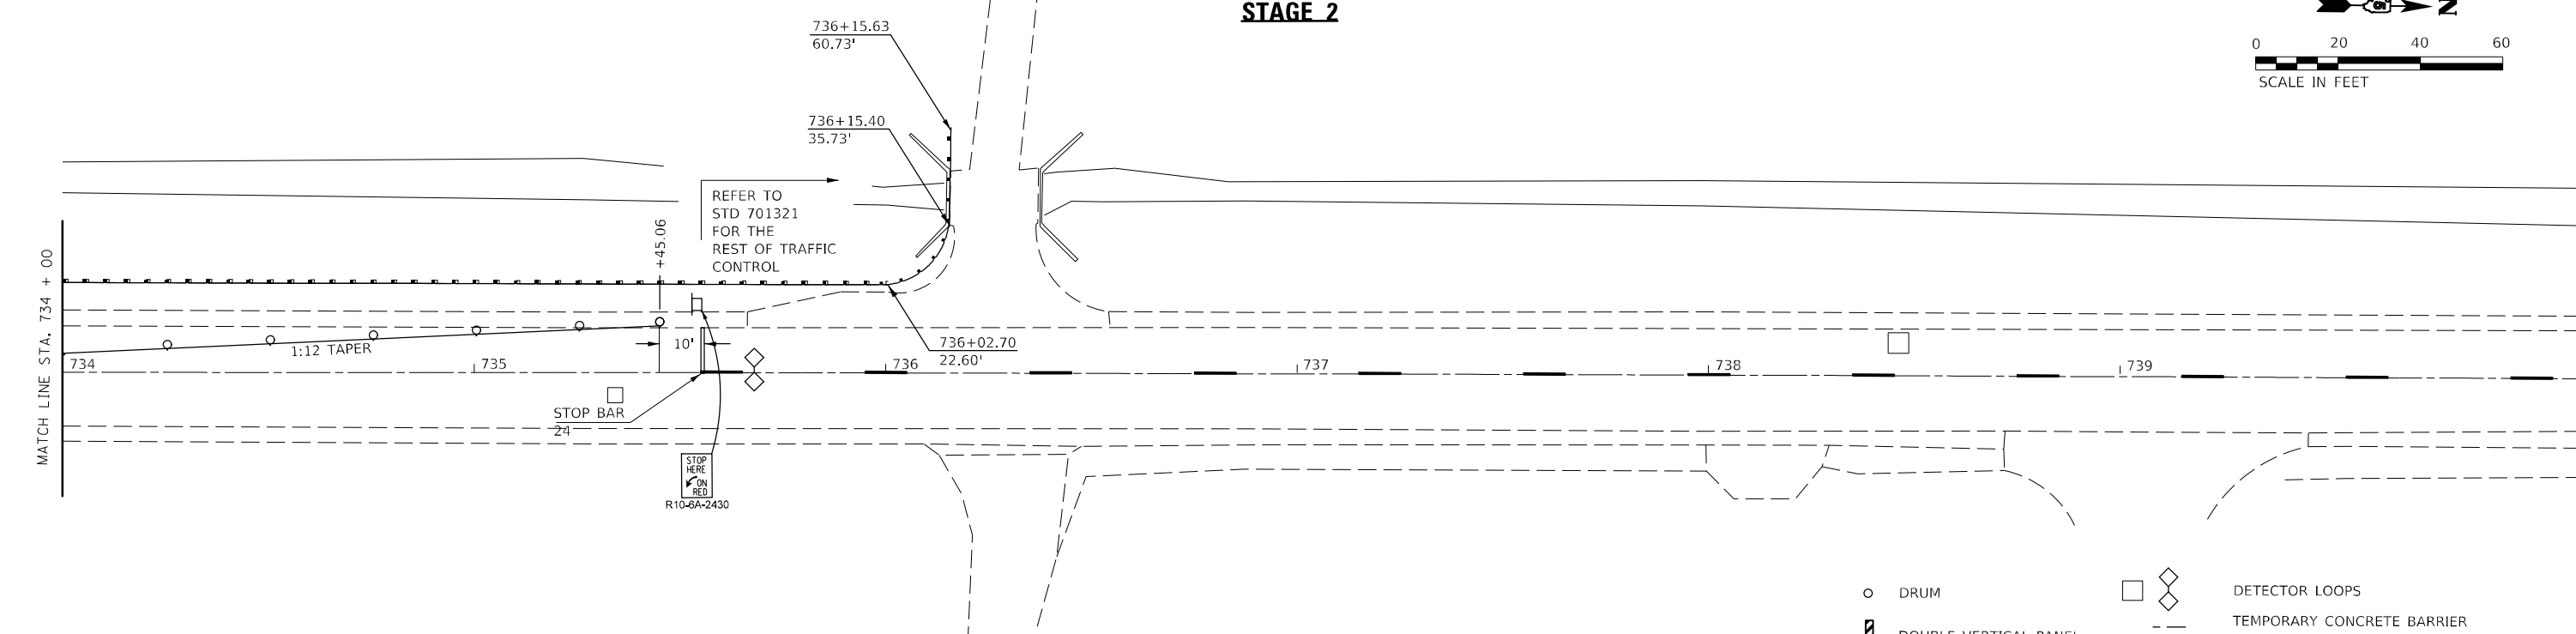 STAGE 2
N
0 20 40 60
SCALE IN FEET
736+15.63
60.73'
736+15.40
35.73'
REFER TO
STD 701321
FOR THE
REST OF TRAFFIC
CONTROL
+45.06
MATCH LINE STA. 734 + 00
1:12 TAPER
10'
736+02.70
22.60'
734 735 736 737 738 739
STOP BAR
24
STOP
HERE
ON
RED
R10-6A-2430
DRUM
DETECTOR LOOPS
DOUBLE VERTICAL PANEL
TEMPORARY CONCRETE BARRIER